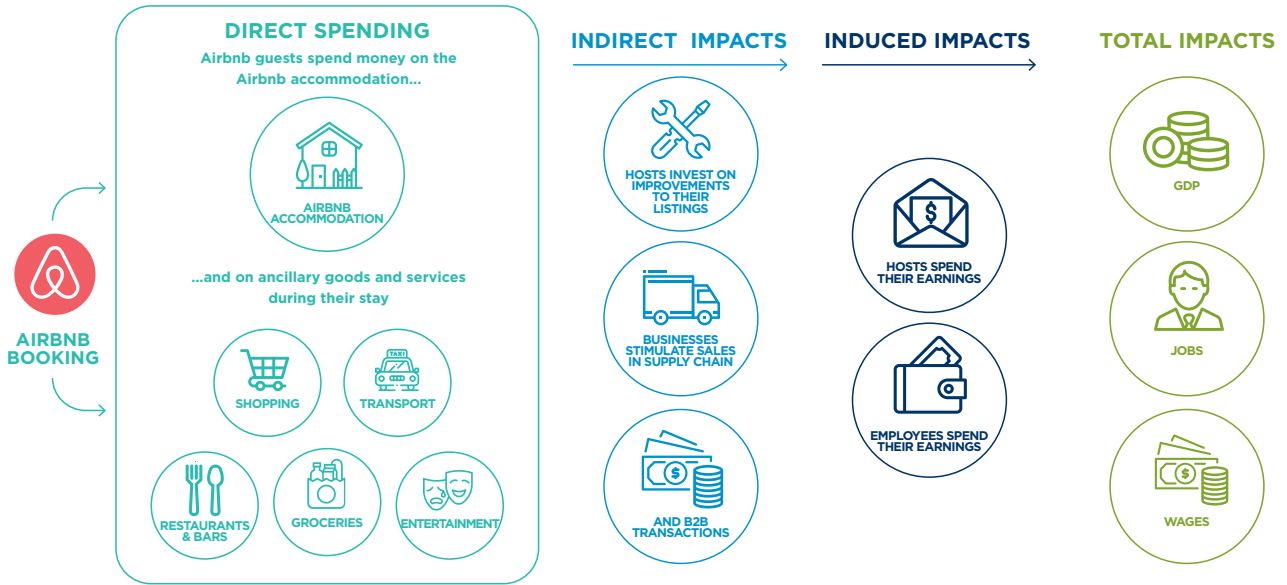 DIRECT SPENDING
Airbnb guests spend money on the
Airbnb accommodation...
AIRBNB
ACCOMMODATION
...and on ancillary goods and services
during their stay
SHOPPING
TAXI
TRANSPORT
RESTAURANTS
& BARS
GROCERIES
ENTERTAINMENT
AIRBNB
BOOKING
INDIRECT IMPACTS
HOSTS INVEST ON
IMPROVEMENTS
TO THEIR
LISTINGS
BUSINESSES
STIMULATE SALES
IN SUPPLY CHAIN
$
AND B2B
TRANSACTIONS
INDUCED IMPACTS
$
HOSTS SPEND
THEIR EARNINGS
EMPLOYEES SPEND
THEIR EARNINGS
TOTAL IMPACTS
GDP
JOBS
$
WAGES